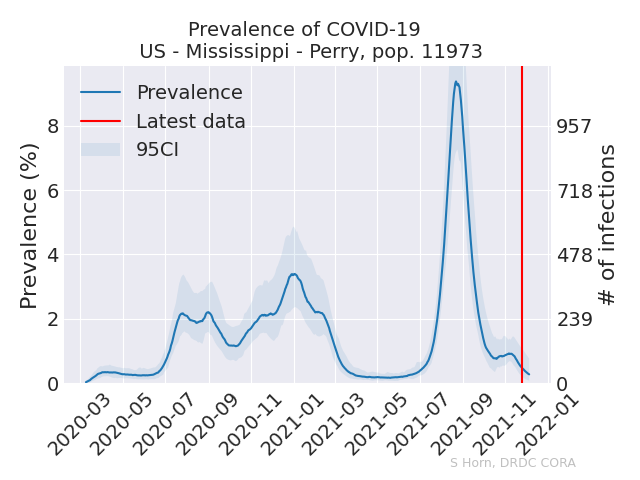 Prevalence of COVID-19
US - Mississippi - Perry, pop. 11973
Prevalence
Latest data
95CI
Prevalence (%)
8
6
4
2
0
# of infections
957
718
478
239
0
2020-03
2020-05
2020-07
2020-09
2020-11
2021-01
2021-03
2021-05
2021-07
2021-09
2021-11
2022-01
S Horn, DRDC CORA